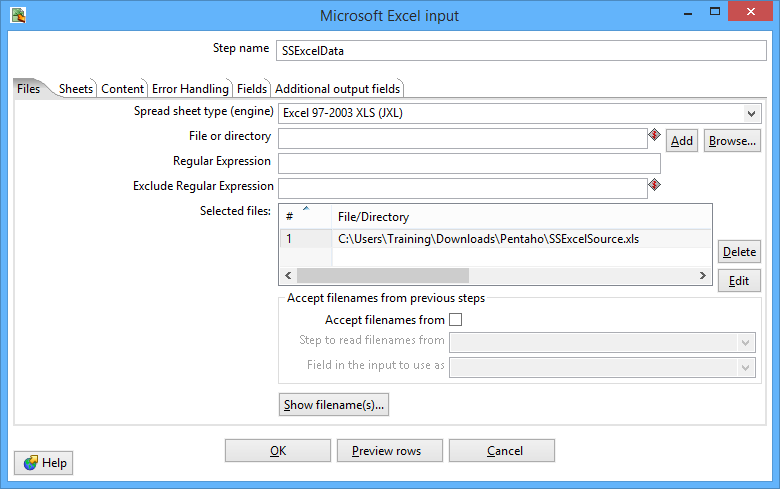 Microsoft Excel input
Step name SSExcelData
Files Sheets Content Error Handling Fields Additional output fields
Spread sheet type (engine) Excel 97-2003 XLS (JXL)
File or directory Add Browse...
Regular Expression
Exclude Regular Expression
Selected files: # File/Directory
1 C:\Users\Training\Downloads\Pentaho\SSExcelSource.xls
Delete
Edit
Accept filenames from previous steps
Accept filenames from
Step to read filenames from
Field in the input to use as
Show filename(s)...
OK Preview rows Cancel
Help